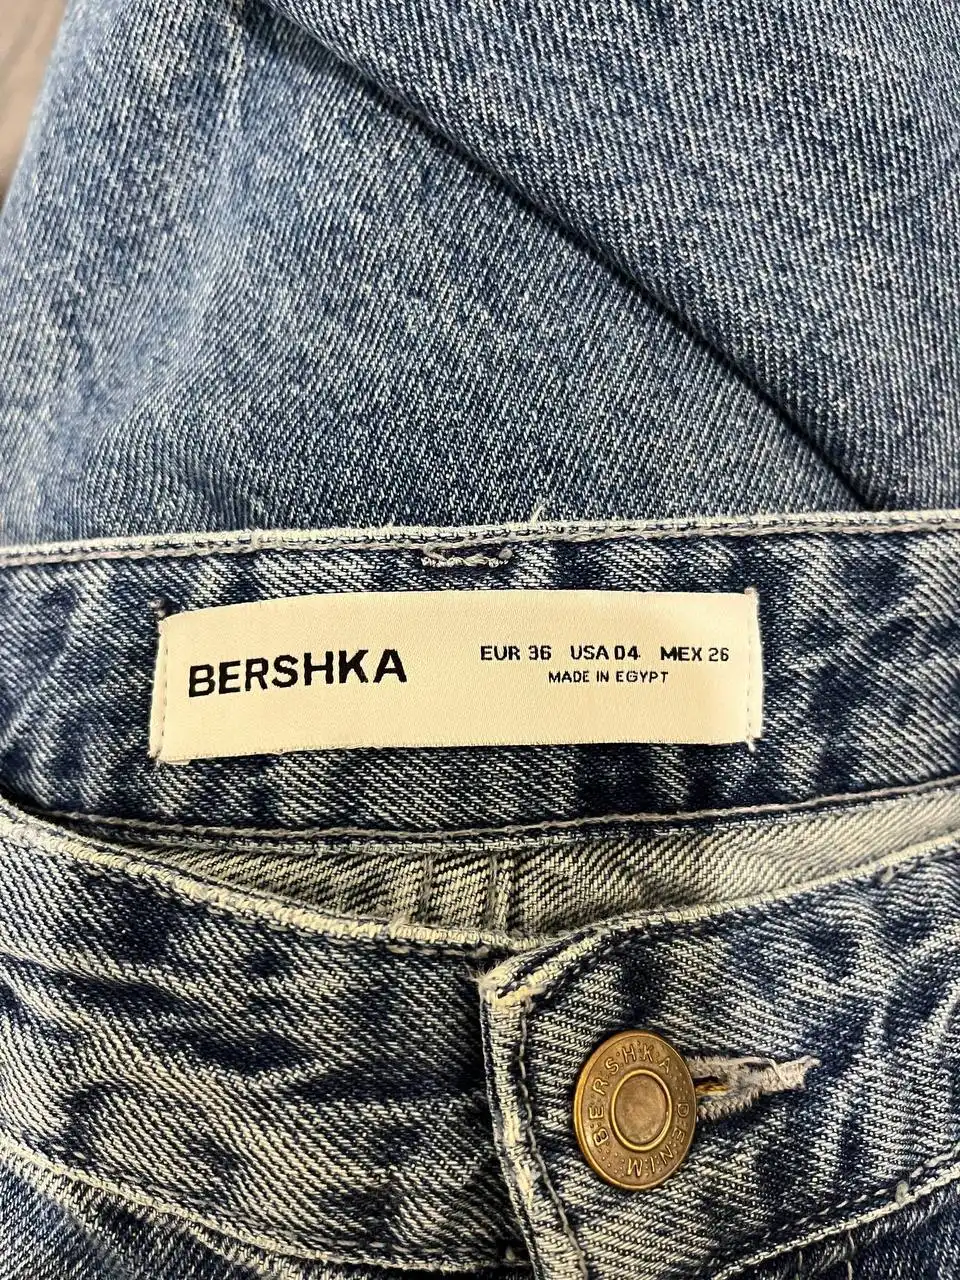 BERSHKA
EUR 36 USA 04 MEX 26
MADE IN EGYPT
BERSHKA DENIM